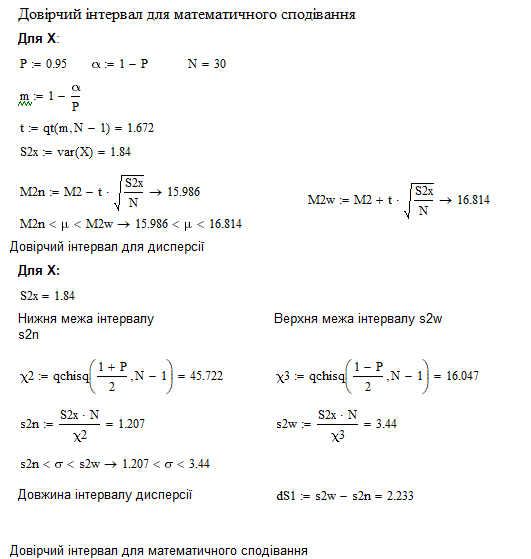 Довірчий інтервал для математичного сподівання
Для X:
P := 0.95 α := 1 − P N = 30
m := 1 − α/P
t := qt(m, N − 1) = 1.672
S2x := var(X) = 1.84
M2n := M2 − t · √(S2x/N) → 15.986 M2w := M2 + t · √(S2x/N) → 16.814
M2n < μ < M2w → 15.986 < μ < 16.814
Довірчий інтервал для дисперсії
Для X:
S2x = 1.84
Нижня межа інтервалу Верхня межа інтервалу s2w
s2n
χ2 := qchisq((1 + P)/2, N − 1) = 45.722 χ3 := qchisq((1 − P)/2, N − 1) = 16.047
s2n := (S2x · N)/χ2 = 1.207 s2w := (S2x · N)/χ3 = 3.44
s2n < σ < s2w → 1.207 < σ < 3.44
Довжина інтервалу дисперсії dS1 := s2w − s2n = 2.233
Довірчий інтервал для математичного сподівання